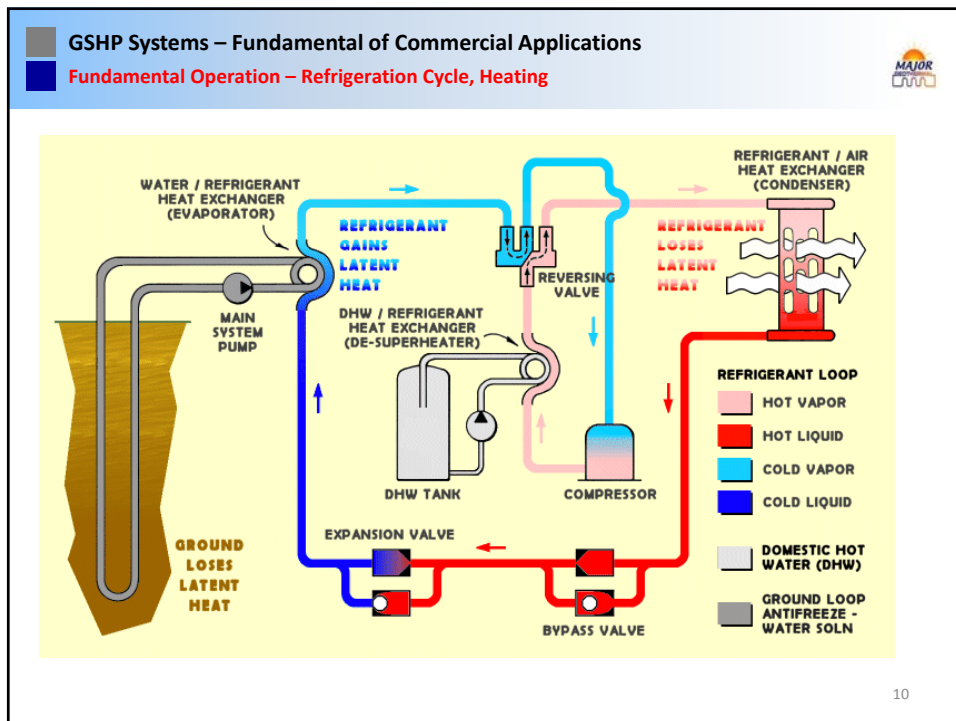 GSHP Systems – Fundamental of Commercial Applications
Fundamental Operation – Refrigeration Cycle, Heating
MAJOR
GEOTHERMAL
REFRIGERANT / AIR
HEAT EXCHANGER
(CONDENSER)
WATER / REFRIGERANT
HEAT EXCHANGER
(EVAPORATOR)
REFRIGERANT
GAINS
LATENT
HEAT
REFRIGERANT
LOSES
LATENT
HEAT
REVERSING
VALVE
MAIN
SYSTEM
PUMP
DHW / REFRIGERANT
HEAT EXCHANGER
(DE-SUPERHEATER)
DHW TANK
COMPRESSOR
REFRIGERANT LOOP
HOT VAPOR
HOT LIQUID
COLD VAPOR
COLD LIQUID
DOMESTIC HOT
WATER (DHW)
GROUND LOOP
ANTIFREEZE -
WATER SOLN
GROUND
LOSES
LATENT
HEAT
EXPANSION VALVE
BYPASS VALVE
10